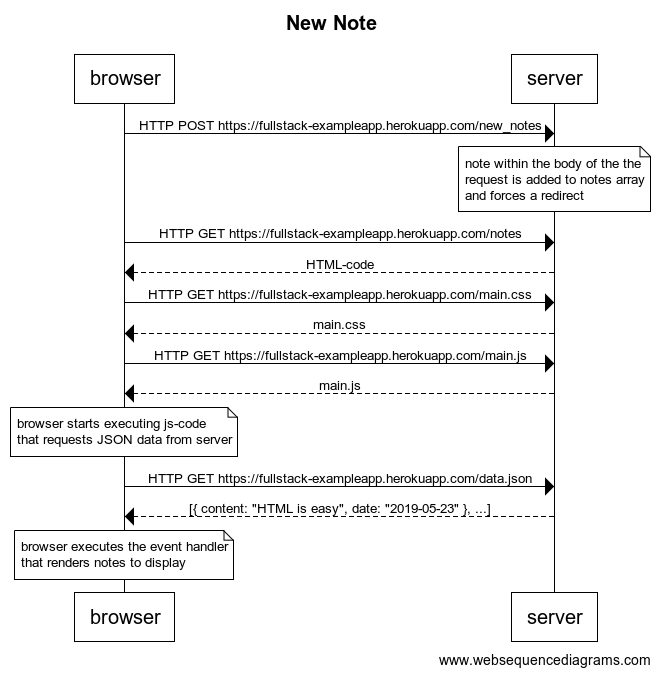 New Note
browser
server
HTTP POST https://fullstack-exampleapp.herokuapp.com/new_notes
note within the body of the the
request is added to notes array
and forces a redirect
HTTP GET https://fullstack-exampleapp.herokuapp.com/notes
HTML-code
HTTP GET https://fullstack-exampleapp.herokuapp.com/main.css
main.css
HTTP GET https://fullstack-exampleapp.herokuapp.com/main.js
main.js
browser starts executing js-code
that requests JSON data from server
HTTP GET https://fullstack-exampleapp.herokuapp.com/data.json
[{ content: "HTML is easy", date: "2019-05-23" }, ...]
browser executes the event handler
that renders notes to display
browser
server
www.websequencediagrams.com